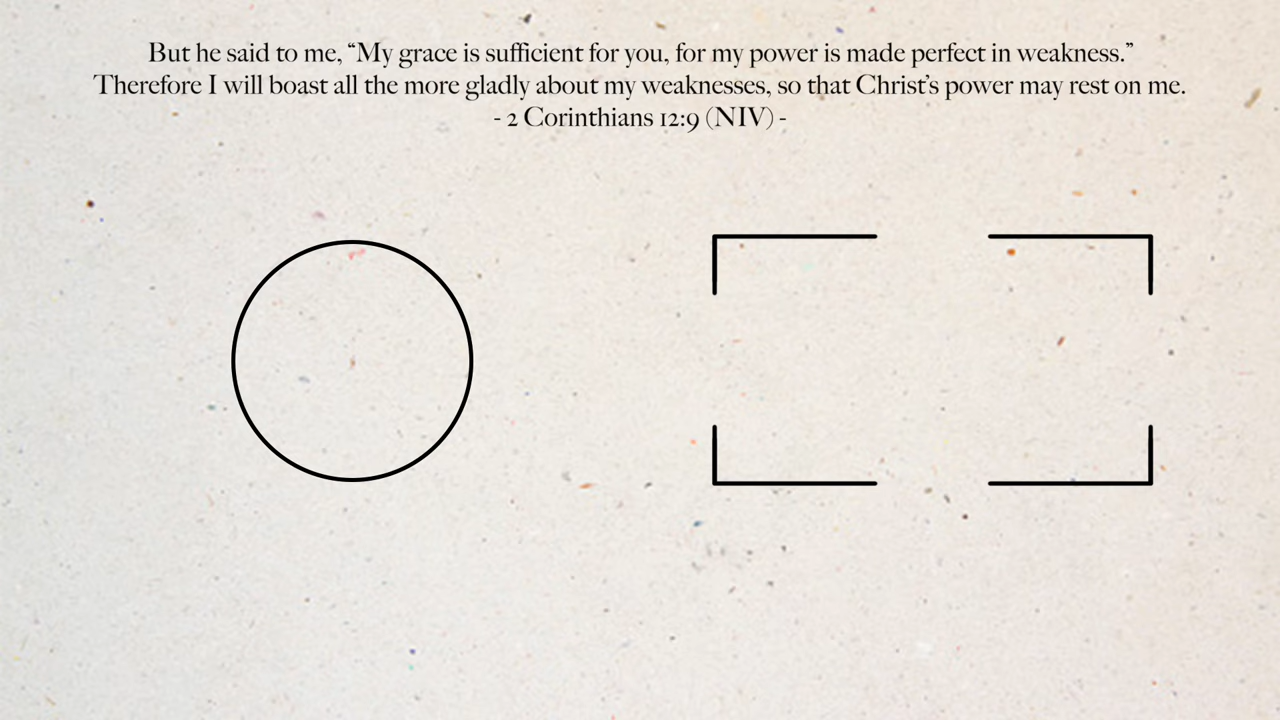 But he said to me, “My grace is sufficient for you, for my power is made perfect in weakness.”
Therefore I will boast all the more gladly about my weaknesses, so that Christ’s power may rest on me.
- 2 Corinthians 12:9 (NIV) -